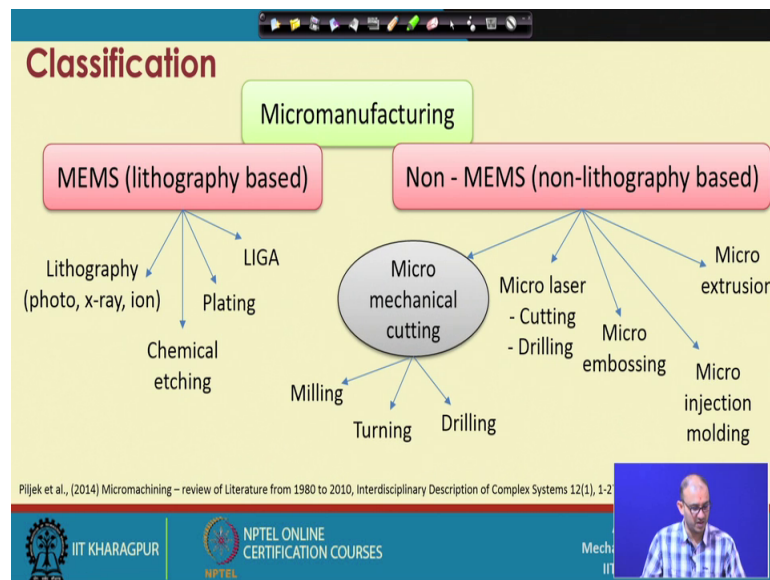 Classification
Micromanufacturing
MEMS (lithography based)
Non - MEMS (non-lithography based)
Lithography
(photo, x-ray, ion)
Chemical
etching
Plating
LIGA
Micro
mechanical
cutting
Milling
Turning
Drilling
Micro laser
- Cutting
- Drilling
Micro
embossing
Micro
injection
molding
Micro
extrusion
Piljek et al., (2014) Micromachining – review of Literature from 1980 to 2010, Interdisciplinary Description of Complex Systems 12(1), 1-27
IIT KHARAGPUR
NPTEL
NPTEL ONLINE
CERTIFICATION COURSES
Mech
IIT